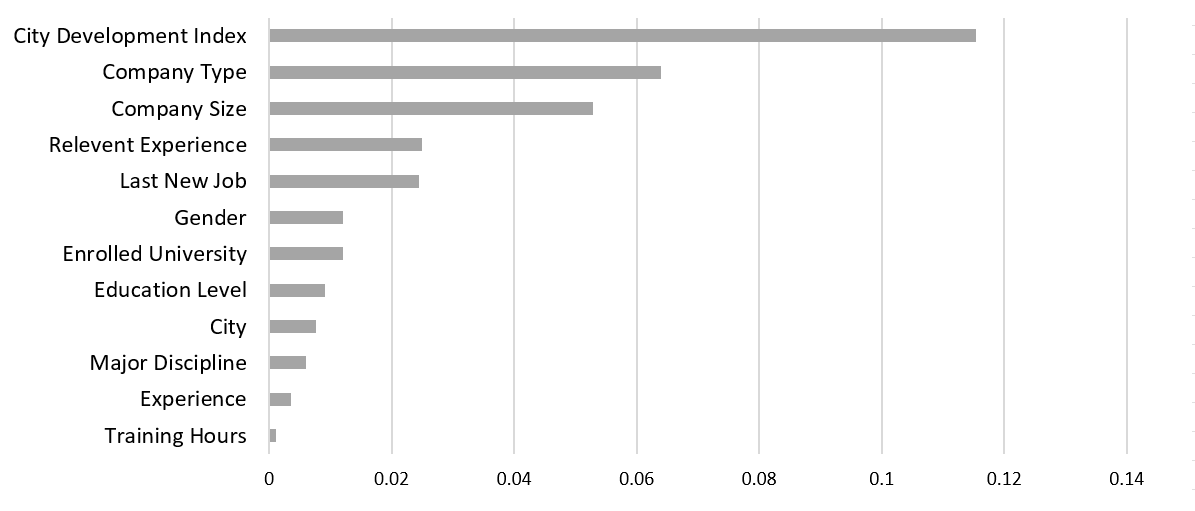 City Development Index
Company Type
Company Size
Relevent Experience
Last New Job
Gender
Enrolled University
Education Level
City
Major Discipline
Experience
Training Hours
0 0.02 0.04 0.06 0.08 0.1 0.12 0.14